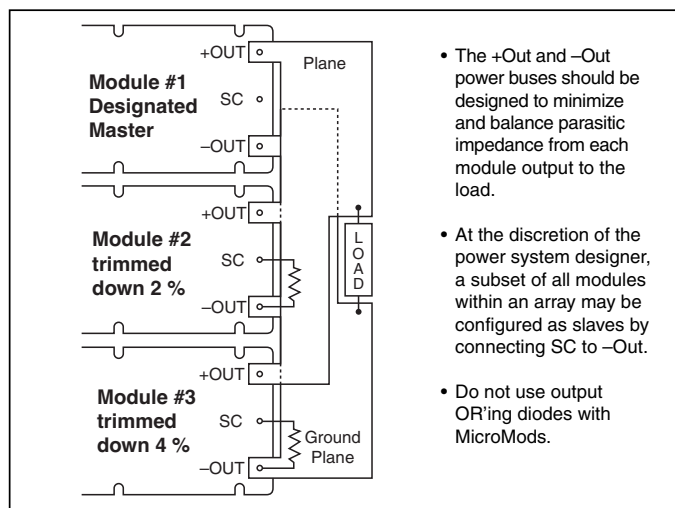 +OUT
Plane
Module #1
Designated
Master
SC
–OUT
+OUT
Module #2
trimmed
down 2 %
SC
–OUT
LOAD
+OUT
Module #3
trimmed
down 4 %
SC
Ground
Plane
–OUT
• The +Out and –Out
power buses should be
designed to minimize
and balance parasitic
impedance from each
module output to the
load.
• At the discretion of the
power system designer,
a subset of all modules
within an array may be
configured as slaves by
connecting SC to –Out.
• Do not use output
OR'ing diodes with
MicroMods.